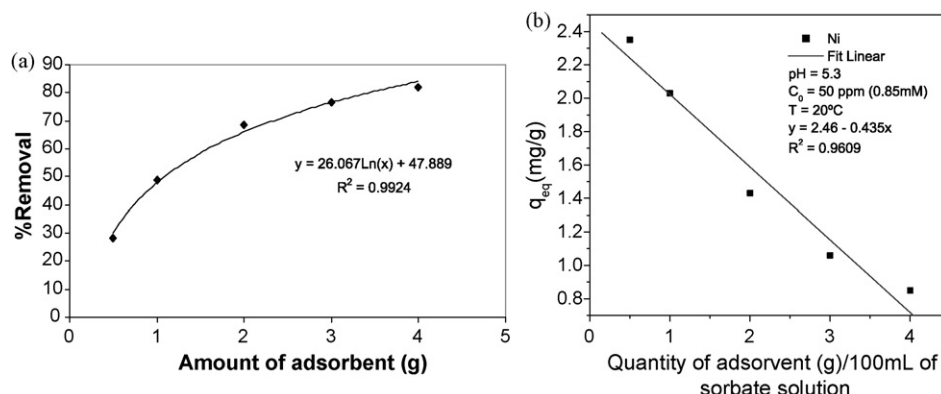 (a)
90
80
70
60
50
40
30
20
10
0
0 1 2 3 4 5
%Removal
y = 26.067Ln(x) + 47.889
R² = 0.9924
Amount of adsorbent (g)
(b)
2.4
2.2
2.0
1.8
1.6
1.4
1.2
1.0
0.8
0 1 2 3 4
q_eq(mg/g)
Ni
Fit Linear
pH = 5.3
C₀ = 50 ppm (0.85mM)
T = 20ºC
y = 2.46 - 0.435x
R² = 0.9609
Quantity of adsorvent (g)/100mL of
sorbate solution